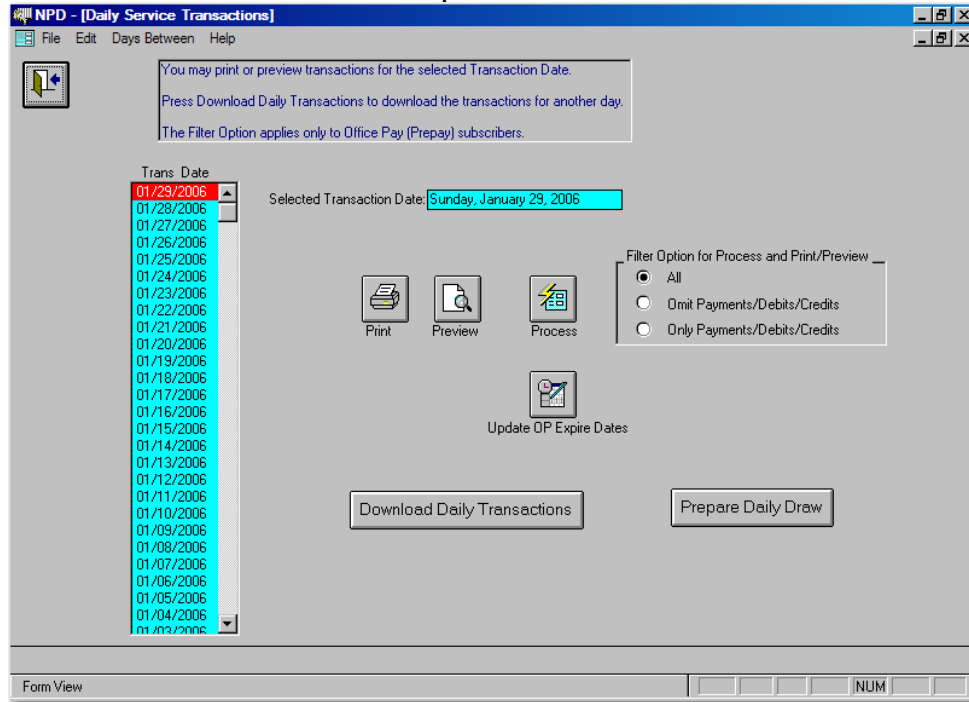 NPD - [Daily Service Transactions]
File Edit Days Between Help
You may print or preview transactions for the selected Transaction Date.
Press Download Daily Transactions to download the transactions for another day.
The Filter Option applies only to Office Pay (Prepay) subscribers.
Trans Date
01/29/2006
01/28/2006
01/27/2006
01/26/2006
01/25/2006
01/24/2006
01/23/2006
01/22/2006
01/21/2006
01/20/2006
01/19/2006
01/18/2006
01/17/2006
01/16/2006
01/15/2006
01/14/2006
01/13/2006
01/12/2006
01/11/2006
01/10/2006
01/09/2006
01/08/2006
01/07/2006
01/06/2006
01/05/2006
01/04/2006
01/03/2006
Selected Transaction Date: Sunday, January 29, 2006
Filter Option for Process and Print/Preview
All
Omit Payments/Debits/Credits
Only Payments/Debits/Credits
Print Preview Process
Update OP Expire Dates
Download Daily Transactions
Prepare Daily Draw
Form View
NUM